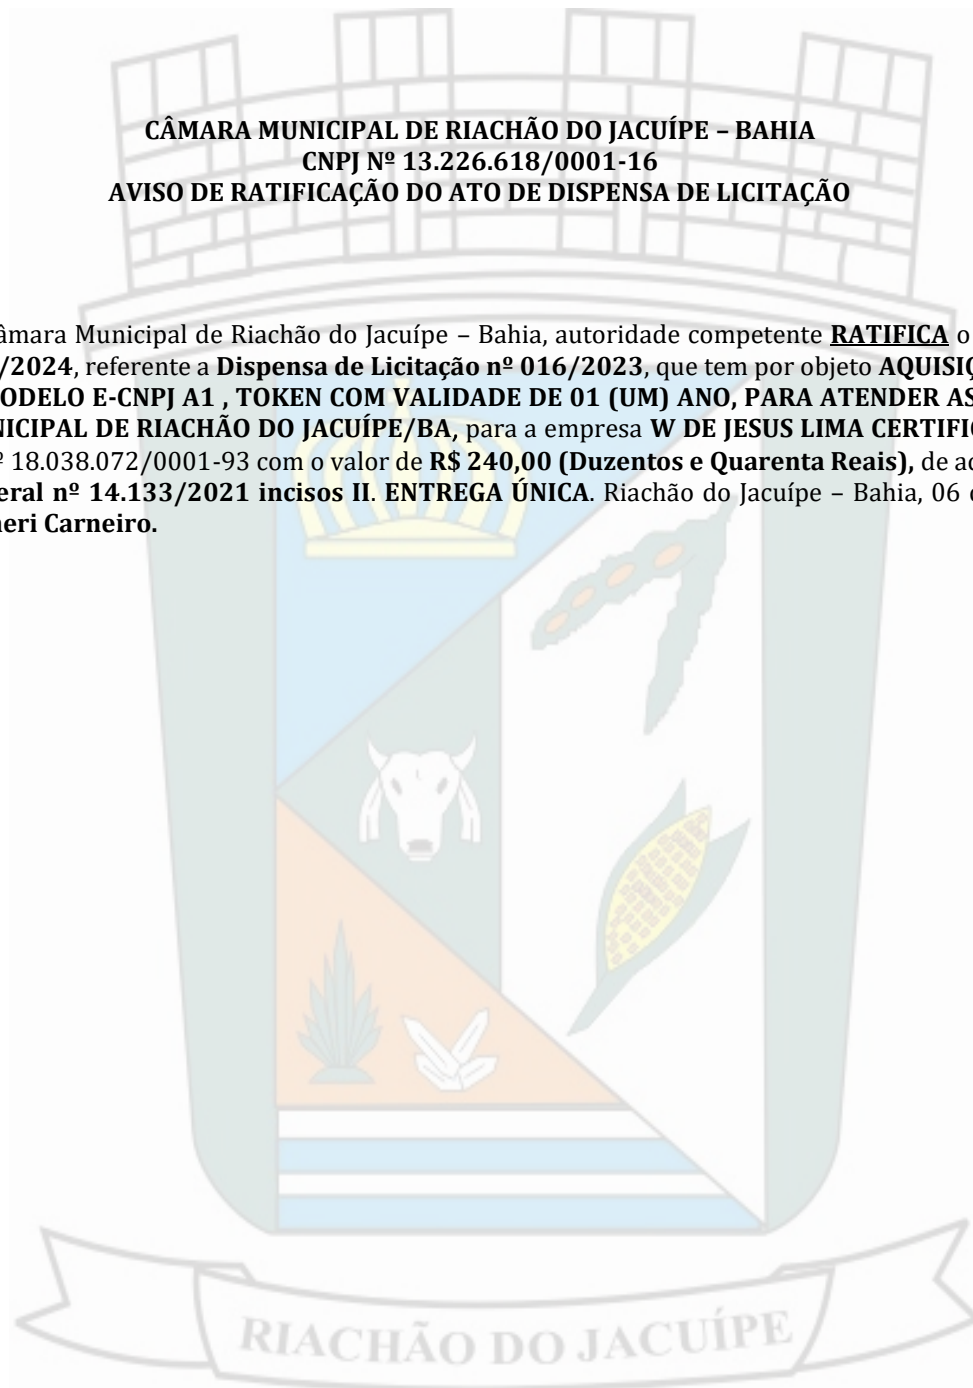 CÂMARA MUNICIPAL DE RIACHÃO DO JACUÍPE – BAHIA
CNPJ Nº 13.226.618/0001-16
AVISO DE RATIFICAÇÃO DO ATO DE DISPENSA DE LICITAÇÃO
âmara Municipal de Riachão do Jacuípe – Bahia, autoridade competente RATIFICA o
/2024, referente a Dispensa de Licitação nº 016/2023, que tem por objeto AQUISIÇ
ODELO E-CNPJ A1 , TOKEN COM VALIDADE DE 01 (UM) ANO, PARA ATENDER AS
NICIPAL DE RIACHÃO DO JACUÍPE/BA, para a empresa W DE JESUS LIMA CERTIFI
º 18.038.072/0001-93 com o valor de R$ 240,00 (Duzentos e Quarenta Reais), de ac
eral nº 14.133/2021 incisos II. ENTREGA ÚNICA. Riachão do Jacuípe – Bahia, 06 
eri Carneiro.
RIACHÃO DO JACUÍPE